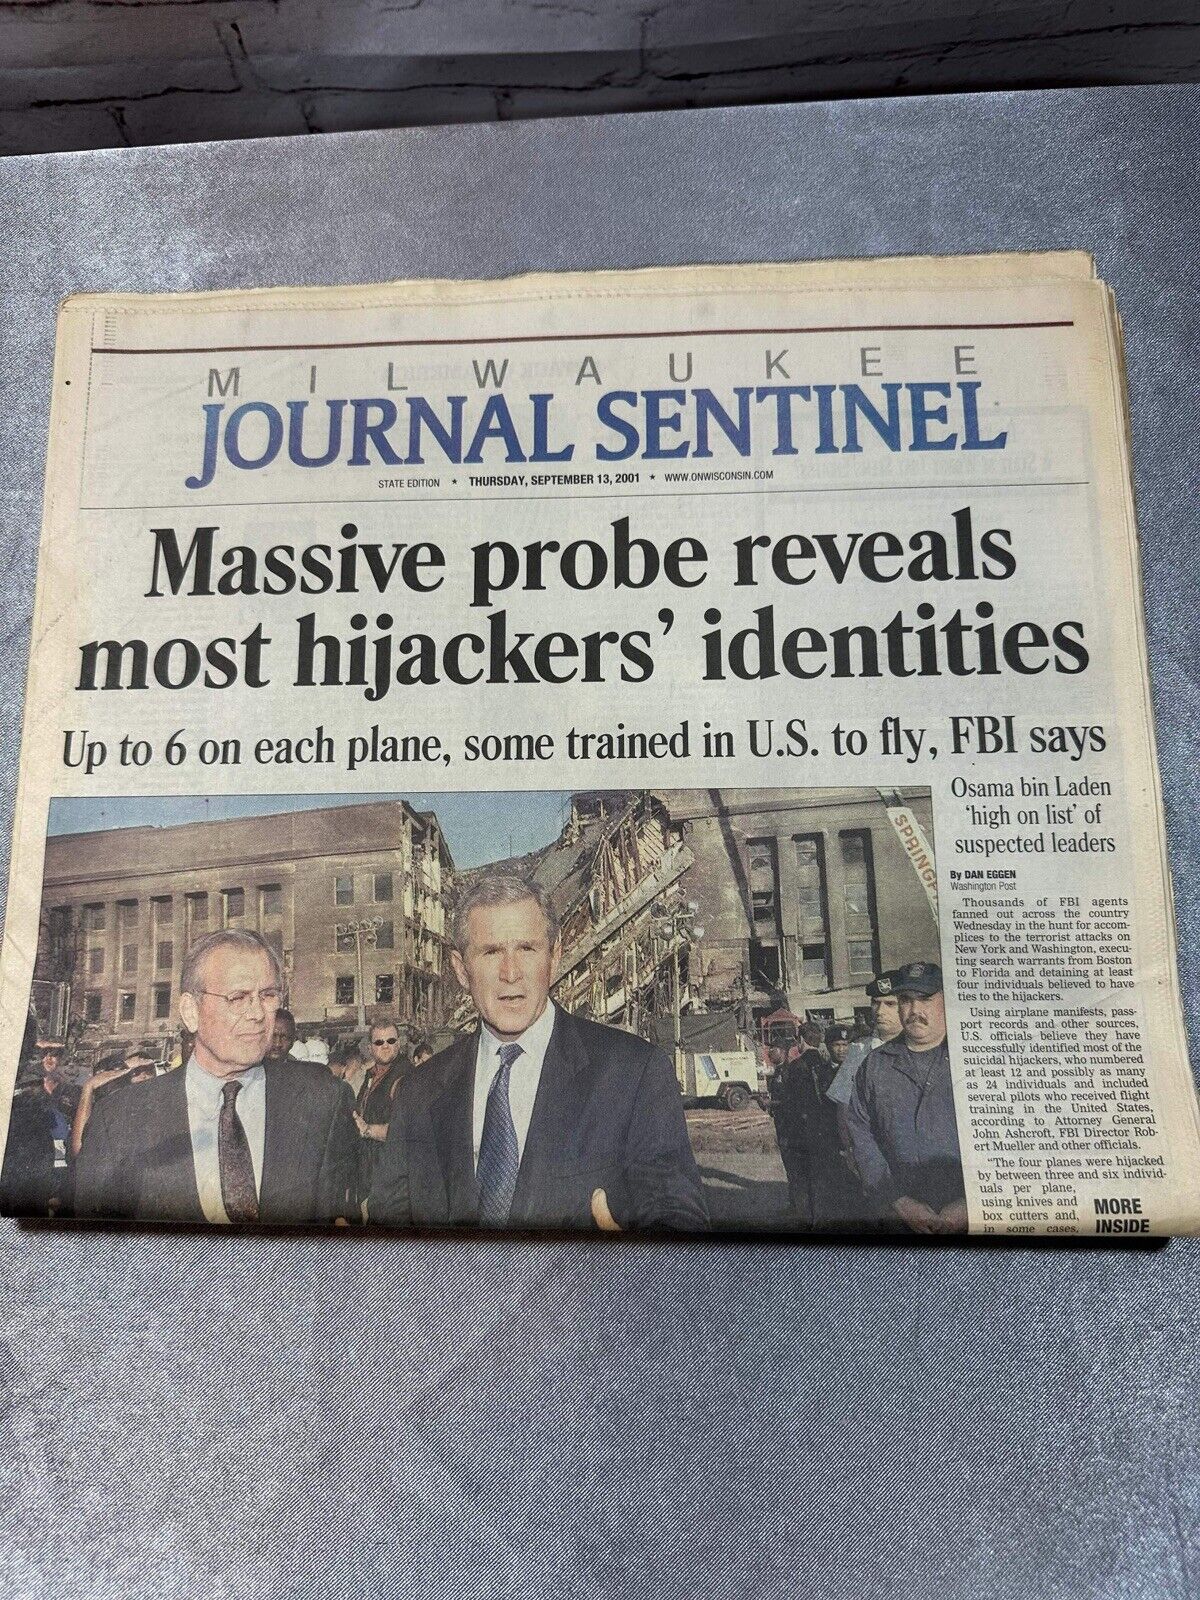 MILWAUKEE
JOURNAL SENTINEL
STATE EDITION ★ THURSDAY, SEPTEMBER 13, 2001 ★ WWW.ONWISCONSIN.COM
Massive probe reveals
most hijackers' identities
Up to 6 on each plane, some trained in U.S. to fly, FBI says
SPRING
Osama bin Laden
'high on list' of
suspected leaders
By DAN EGGEN
Washington Post
Thousands of FBI agents
fanned out across the country
Wednesday in the hunt for accom-
plices to the terrorist attacks on
New York and Washington, execu-
ting search warrants from Boston
to Florida and detaining at least
four individuals believed to have
ties to the hijackers.
Using airplane manifests, pass-
port records and other sources,
U.S. officials believe they have
successfully identified most of the
suicidal hijackers, who numbered
at least 12 and possibly as many
as 24 individuals and included
several pilots who received flight
training in the United States,
according to Attorney General
John Ashcroft, FBI Director Rob-
ert Mueller and other officials.
"The four planes were hijacked
by between three and six individ-
uals per plane,
using knives and
box cutters and,
in some cases,
MORE
INSIDE